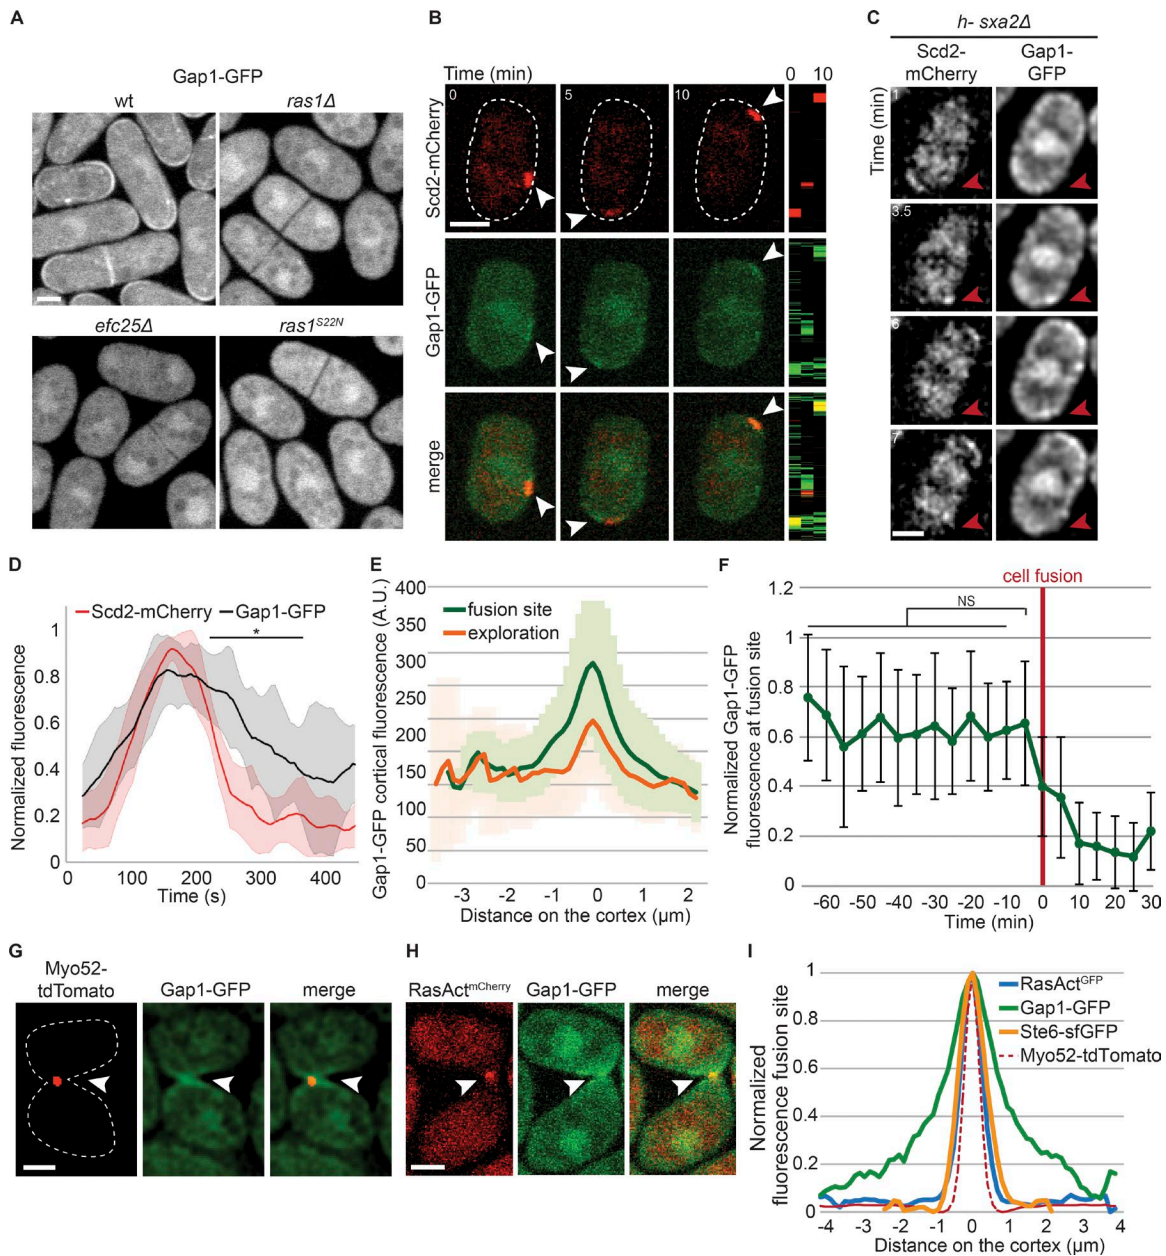 A
Gap1-GFP
wt
ras1Δ
efc25Δ
ras1S22N
B
Time (min)
0 10
Scd2-mCherry
0
5
10
Gap1-GFP
merge
C
h- sxa2Δ
Scd2-
mCherry
Gap1-
GFP
Time (min)
1
3.5
6
7
D
Scd2-mCherry
Gap1-GFP
*
Normalized fluorescence
1
0.8
0.6
0.4
0.2
0
0 100 200 300 400
Time (s)
E
Gap1-GFP cortical fluorescence (A.U.)
400
350
300
300
250
200
150
100
50
0
fusion site
exploration
-3 -2 -1 0 1 2
Distance on the cortex (µm)
F
cell fusion
NS
Normalized Gap1-GFP
fluorescence at fusion site
1.2
1
0.8
0.6
0.4
0.2
0
-60 -50 -40 -30 -20 -10 0 10 20 30
Time (min)
G
Myo52-
tdTomato
Gap1-GFP
merge
H
RasActmCherry
Gap1-GFP
merge
I
Normalized
fluorescence fusion site
1
0.8
0.6
0.4
0.2
0
RasActGFP
Gap1-GFP
Ste6-sfGFP
Myo52-tdTomato
-4 -3 -2 -1 0 1 2 3 4
Distance on the cortex (µm)